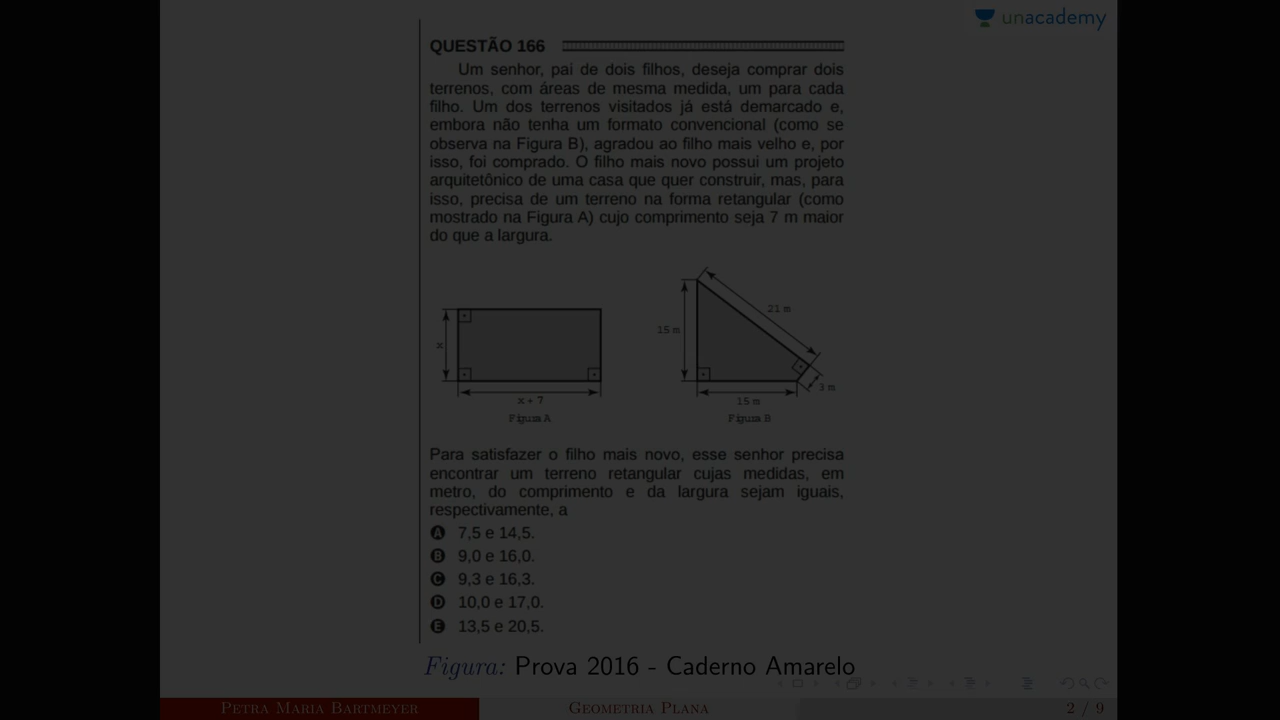 unacademy
QUESTÃO 166
Um senhor, pai de dois filhos, deseja comprar dois
terrenos, com áreas de mesma medida, um para cada
filho. Um dos terrenos visitados já está demarcado e,
embora não tenha um formato convencional (como se
observa na Figura B), agradou ao filho mais velho e, por
isso, foi comprado. O filho mais novo possui um projeto
arquitetônico de uma casa que quer construir, mas, para
isso, precisa de um terreno na forma retangular (como
mostrado na Figura A) cujo comprimento seja 7 m maior
do que a largura.
21 m
15 m
x
3 m
x + 7
15 m
Figura A
Figura B
Para satisfazer o filho mais novo, esse senhor precisa
encontrar um terreno retangular cujas medidas, em
metro, do comprimento e da largura sejam iguais,
respectivamente, a
A 7,5 e 14,5.
B 9,0 e 16,0.
C 9,3 e 16,3.
D 10,0 e 17,0.
E 13,5 e 20,5.
Figura: Prova 2016 - Caderno Amarelo
Petra Maria Bartmeyer
Geometria Plana
2 / 9